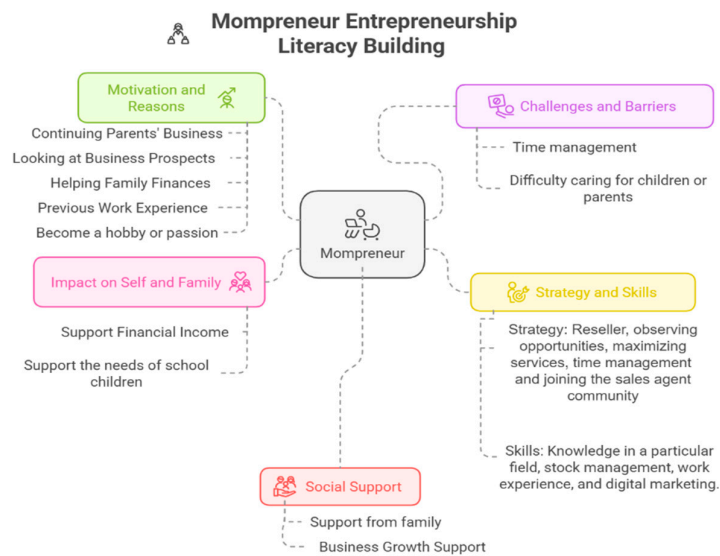 Mompreneur Entrepreneurship
Literacy Building
Motivation and
Reasons
Continuing Parents' Business
Looking at Business Prospects
Helping Family Finances
Previous Work Experience
Become a hobby or passion
Challenges and Barriers
Time management
Difficulty caring for children or
parents
Mompreneur
Impact on Self and Family
Support Financial Income
Support the needs of school
children
Strategy and Skills
Strategy: Reseller, observing
opportunities, maximizing
services, time management
and joining the sales agent
community
Skills: Knowledge in a particular
field, stock management, work
experience, and digital marketing.
Social Support
Support from family
Business Growth Support